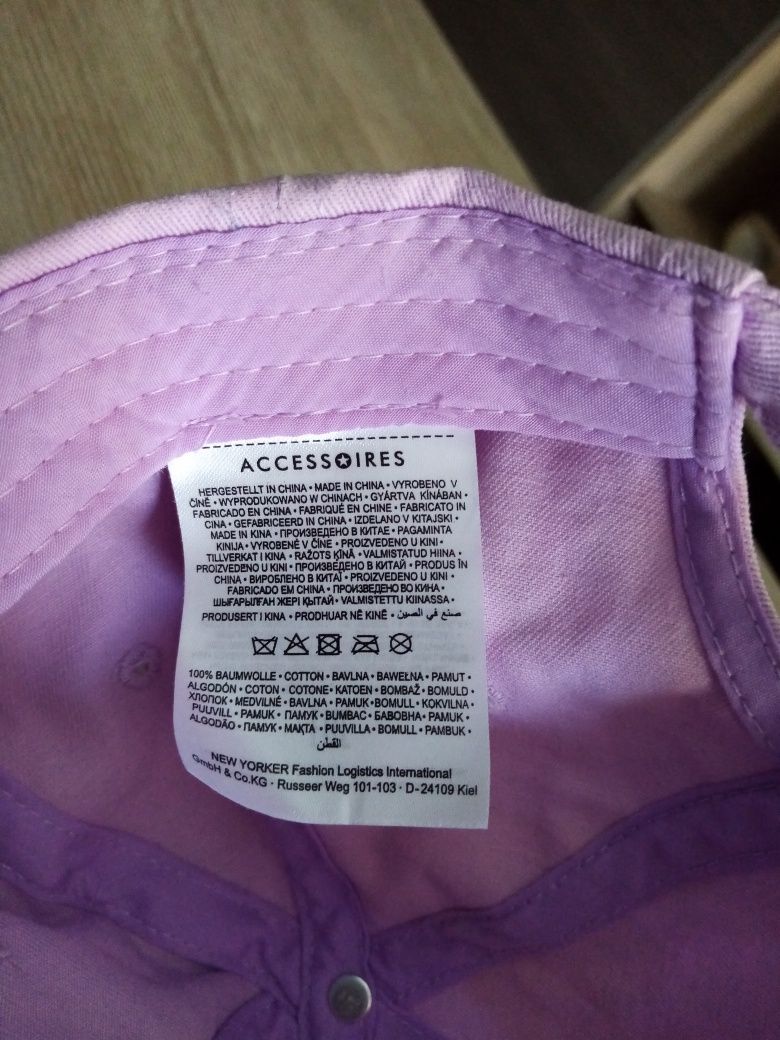 ACCESSOIRES
HERGESTELLT IN CHINA • MADE IN CHINA • VYROBENO V
ČÍNĚ • WYPRODUKOWANO W CHINACH • GYÁRTVA KÍNÁBAN •
FABRICADO EN CHINA • FABRIQUÉ EN CHINE • FABRICATO IN
CINA • GEFABRICEERD IN CHINA • IZDELANO V KITAJSKI •
MADE IN KINA • ПРОИЗВЕДЕНО В КИТАЕ • PAGAMINTA
KINIJA • VYROBENÉ V ČÍNE • PROIZVEDENO U KINI •
TILLVERKAT I KINA • RAŽOTS ĶĪNĀ • VALMISTATUD HIINA •
PROIZVEDENO U KINI • ПРОИЗВЕДЕНО В КИТАЙ • PRODUS ÎN
CHINA • ВИРОБЛЕНО В КИТАЇ • PROIZVEDENO U KINI •
FABRICADO EM CHINA • ПРОИЗВЕДЕНО ВО КИНА •
ШЫҒАРЫЛҒАН ЖЕРІ ҚЫТАЙ • VALMISTETTU KIINASSA •
PRODUSERT I KINA • PRODHUAR NË KINË • صنع في الصين
100% BAUMWOLLE • COTTON • BAVLNA • BAWEŁNA • PAMUT •
ALGODÓN • COTON • COTONE • KATOEN • BOMBAŽ • BOMULD •
ХЛОПОК • MEDVILNĖ • BAVLNA • PAMUK • BOMULL • KOKVILNA •
PUUVILL • PAMUK • ПАМУК • BUMBAC • БАВОВНА • PAMUK •
ALGODÃO • ПАМУК • МАҚТА • PUUVILLA • BOMULL • PAMBUK •
القطن
NEW YORKER Fashion Logistics International
GmbH & Co.KG · Russeer Weg 101-103 · D-24109 Kiel